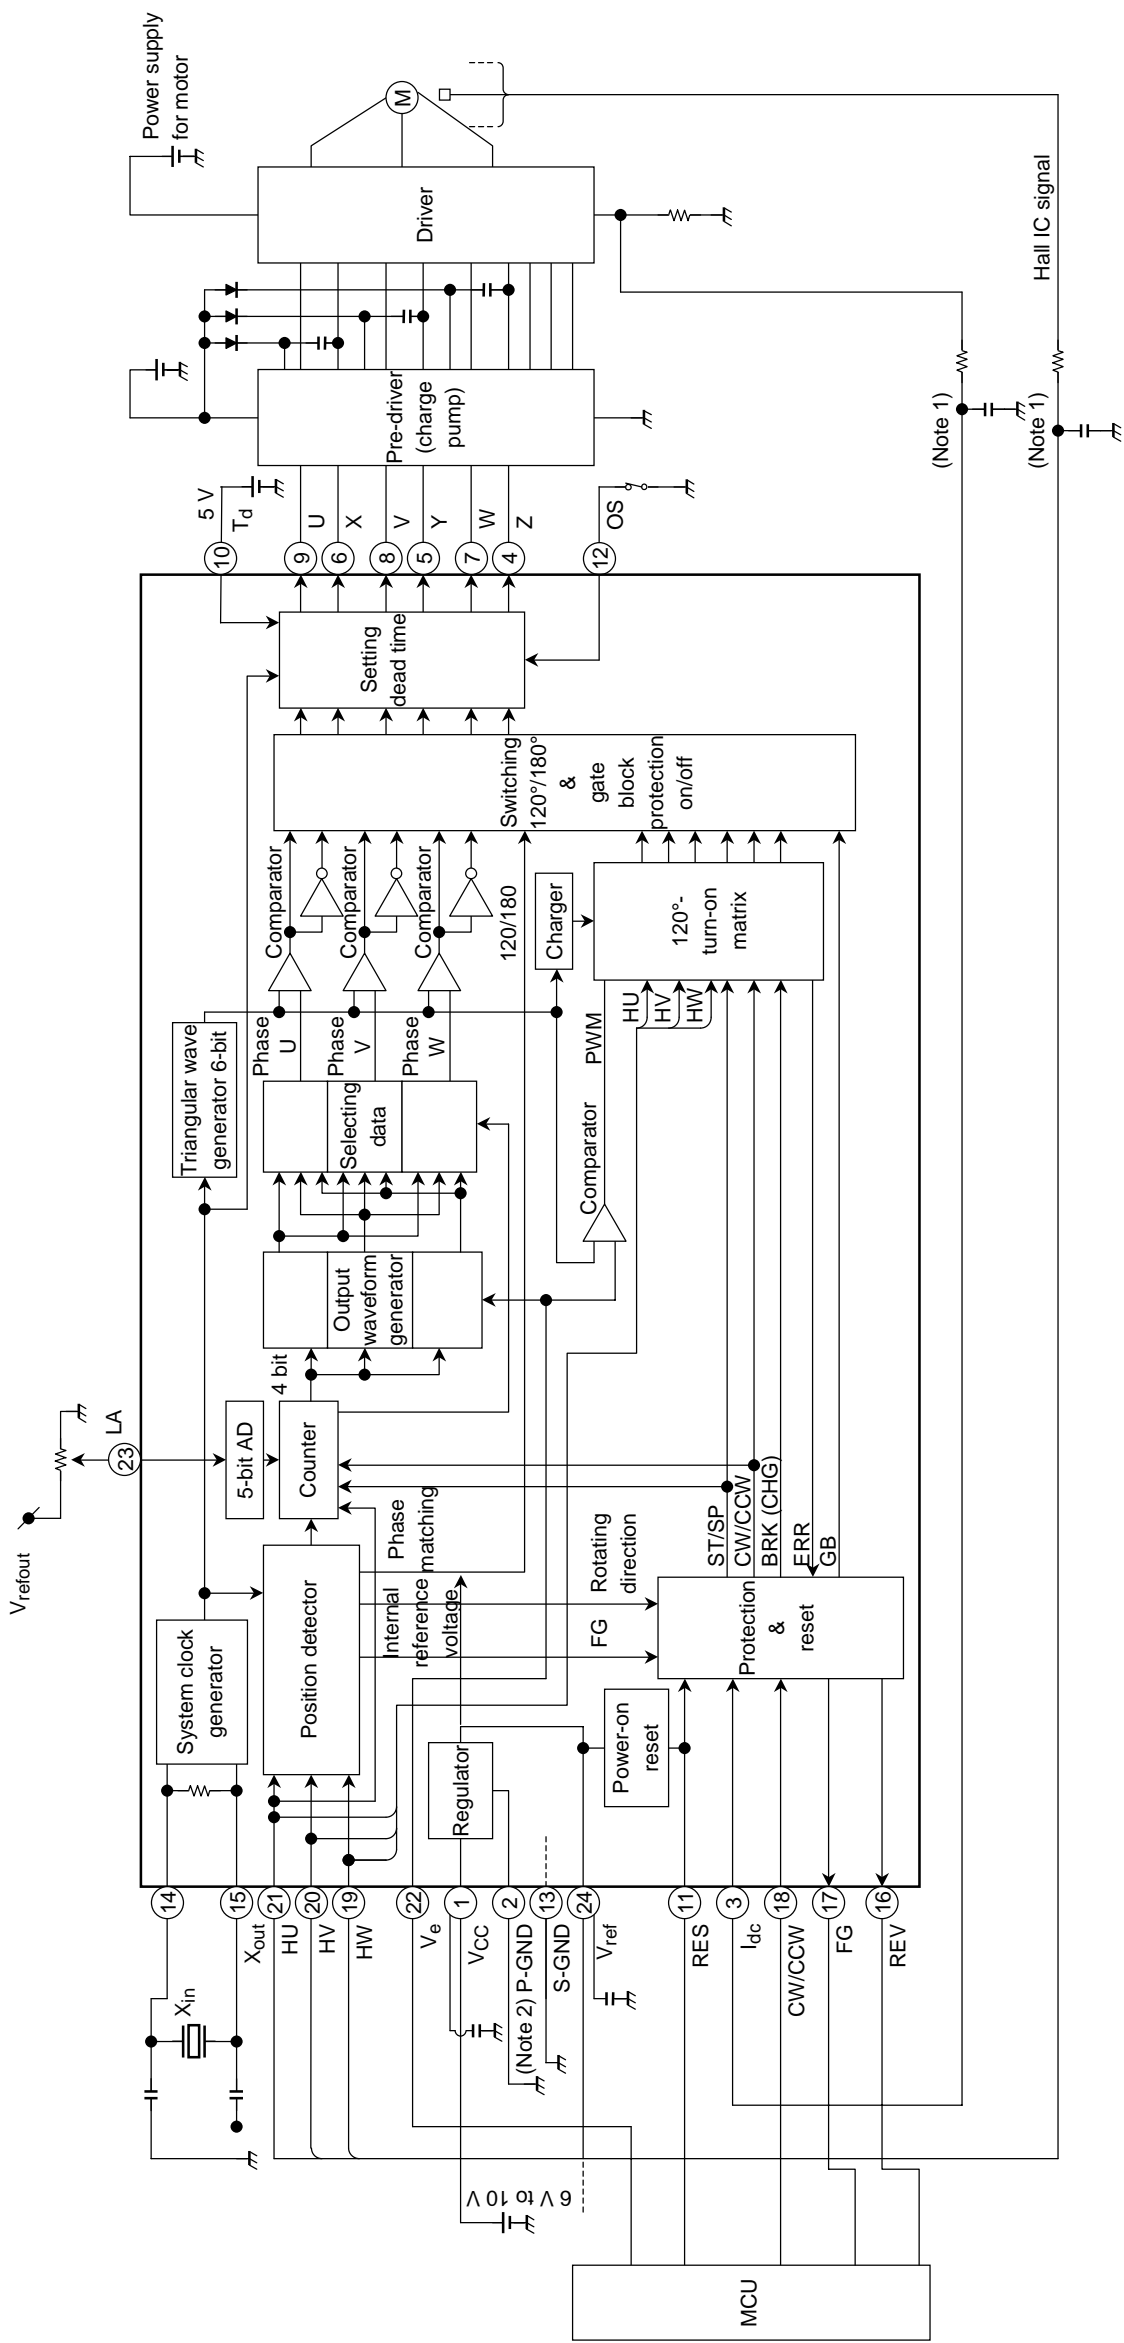 Vrefout
LA
23
14
15
Xin
Xout
System clock
generator
21
HU
20
HV
19
HW
Position detector
5-bit AD
Counter
4 bit
Phase
matching
Output
waveform
generator
Selecting
data
Triangular wave
generator 6-bit
Phase
U
Phase
V
Phase
W
Comparator
Comparator
Comparator
120/180
Charger
Switching
120°/180°
&
gate
block
protection
on/off
Setting
dead time
10
5 V
Td
9
U
6
X
8
V
5
Y
7
W
4
Z
12
OS
Pre-driver
(charge
pump)
Driver
M
Power supply
for motor
22
Ve
1
VCC
2
(Note 2) P-GND
13
S-GND
24
Vref
6 V to 10 V
Regulator
Internal
reference
voltage
Power-on
reset
FG
Rotating
direction
Comparator
PWM
HU
HV
HW
120°-
turn-on
matrix
11
RES
3
Idc
18
CW/CCW
17
FG
16
REV
Protection
&
reset
ST/SP
CW/CCW
BRK (CHG)
ERR
GB
(Note 1)
(Note 1)
Hall IC signal
MCU